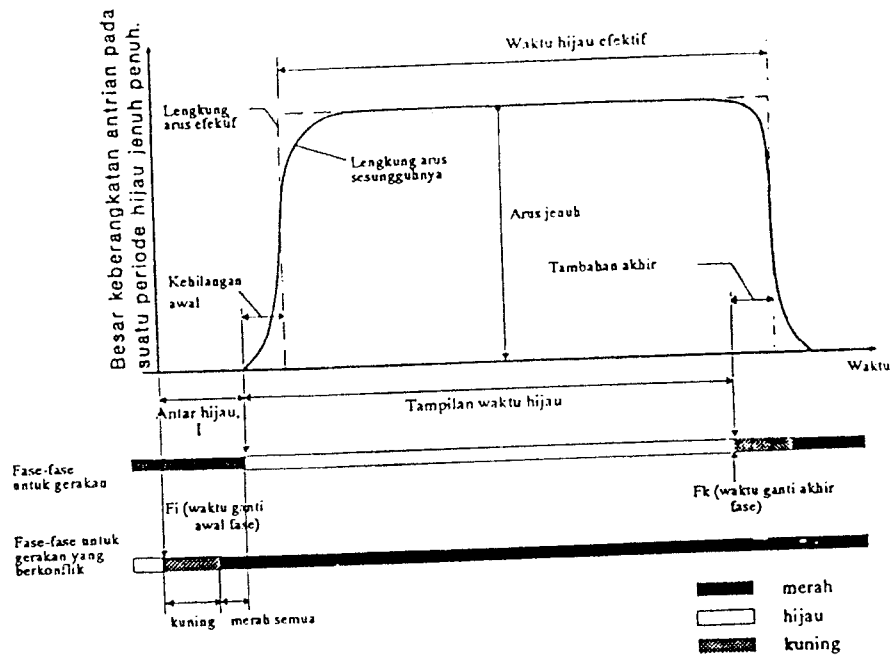 Besar keberangkatan antrian pada
suatu periode hijau jenuh penuh.
Waktu hijau efektif
Lengkung
arus efektif
Lengkung arus
sesungguhnya
Arus jenuh
Kehilangan
awal
Tambahan akhir
Waktu
Antar hijau,
I
Tampilan waktu hijau
Fase-fase
untuk gerakan
Fi (waktu ganti
awal fase)
Fk (waktu ganti akhir
fase)
Fase-fase untuk
gerakan yang
berkonflik
kuning
merah semua
merah
hijau
kuning